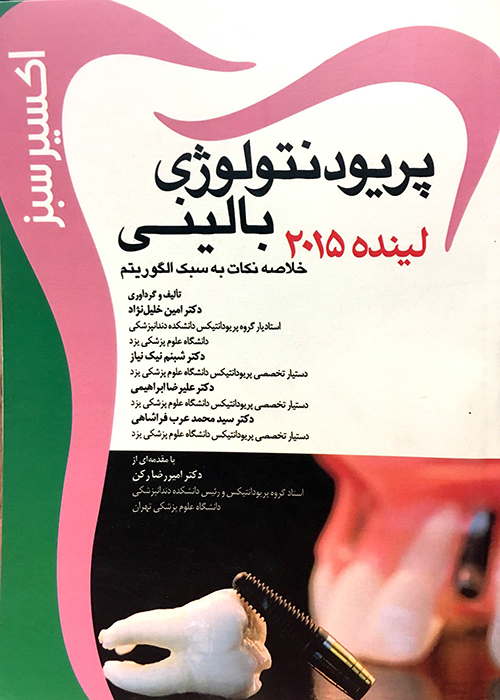 اکسیر سبز
پریودنتولوژی
بالینی
لینده ۲۰۱۵
خلاصه نکات به سبک الگوریتم
تألیف و گردآوری
دکتر امین خلیل‌نژاد
استادیار گروه پریودانتیکس دانشکده دندانپزشکی
دانشگاه علوم پزشکی یزد
دکتر شبنم نیک نیاز
دستیار تخصصی پریودانتیکس دانشگاه علوم پزشکی یزد
دکتر علیرضا ابراهیمی
دستیار تخصصی پریودانتیکس دانشگاه علوم پزشکی یزد
دکتر سید محمد عرب فراشاهی
دستیار تخصصی پریودانتیکس دانشگاه علوم پزشکی یزد
با مقدمه‌ای از
دکتر امیررضا رکن
استاد گروه پریودانتیکس و رئیس دانشکده دندانپزشکی
دانشگاه علوم پزشکی تهران